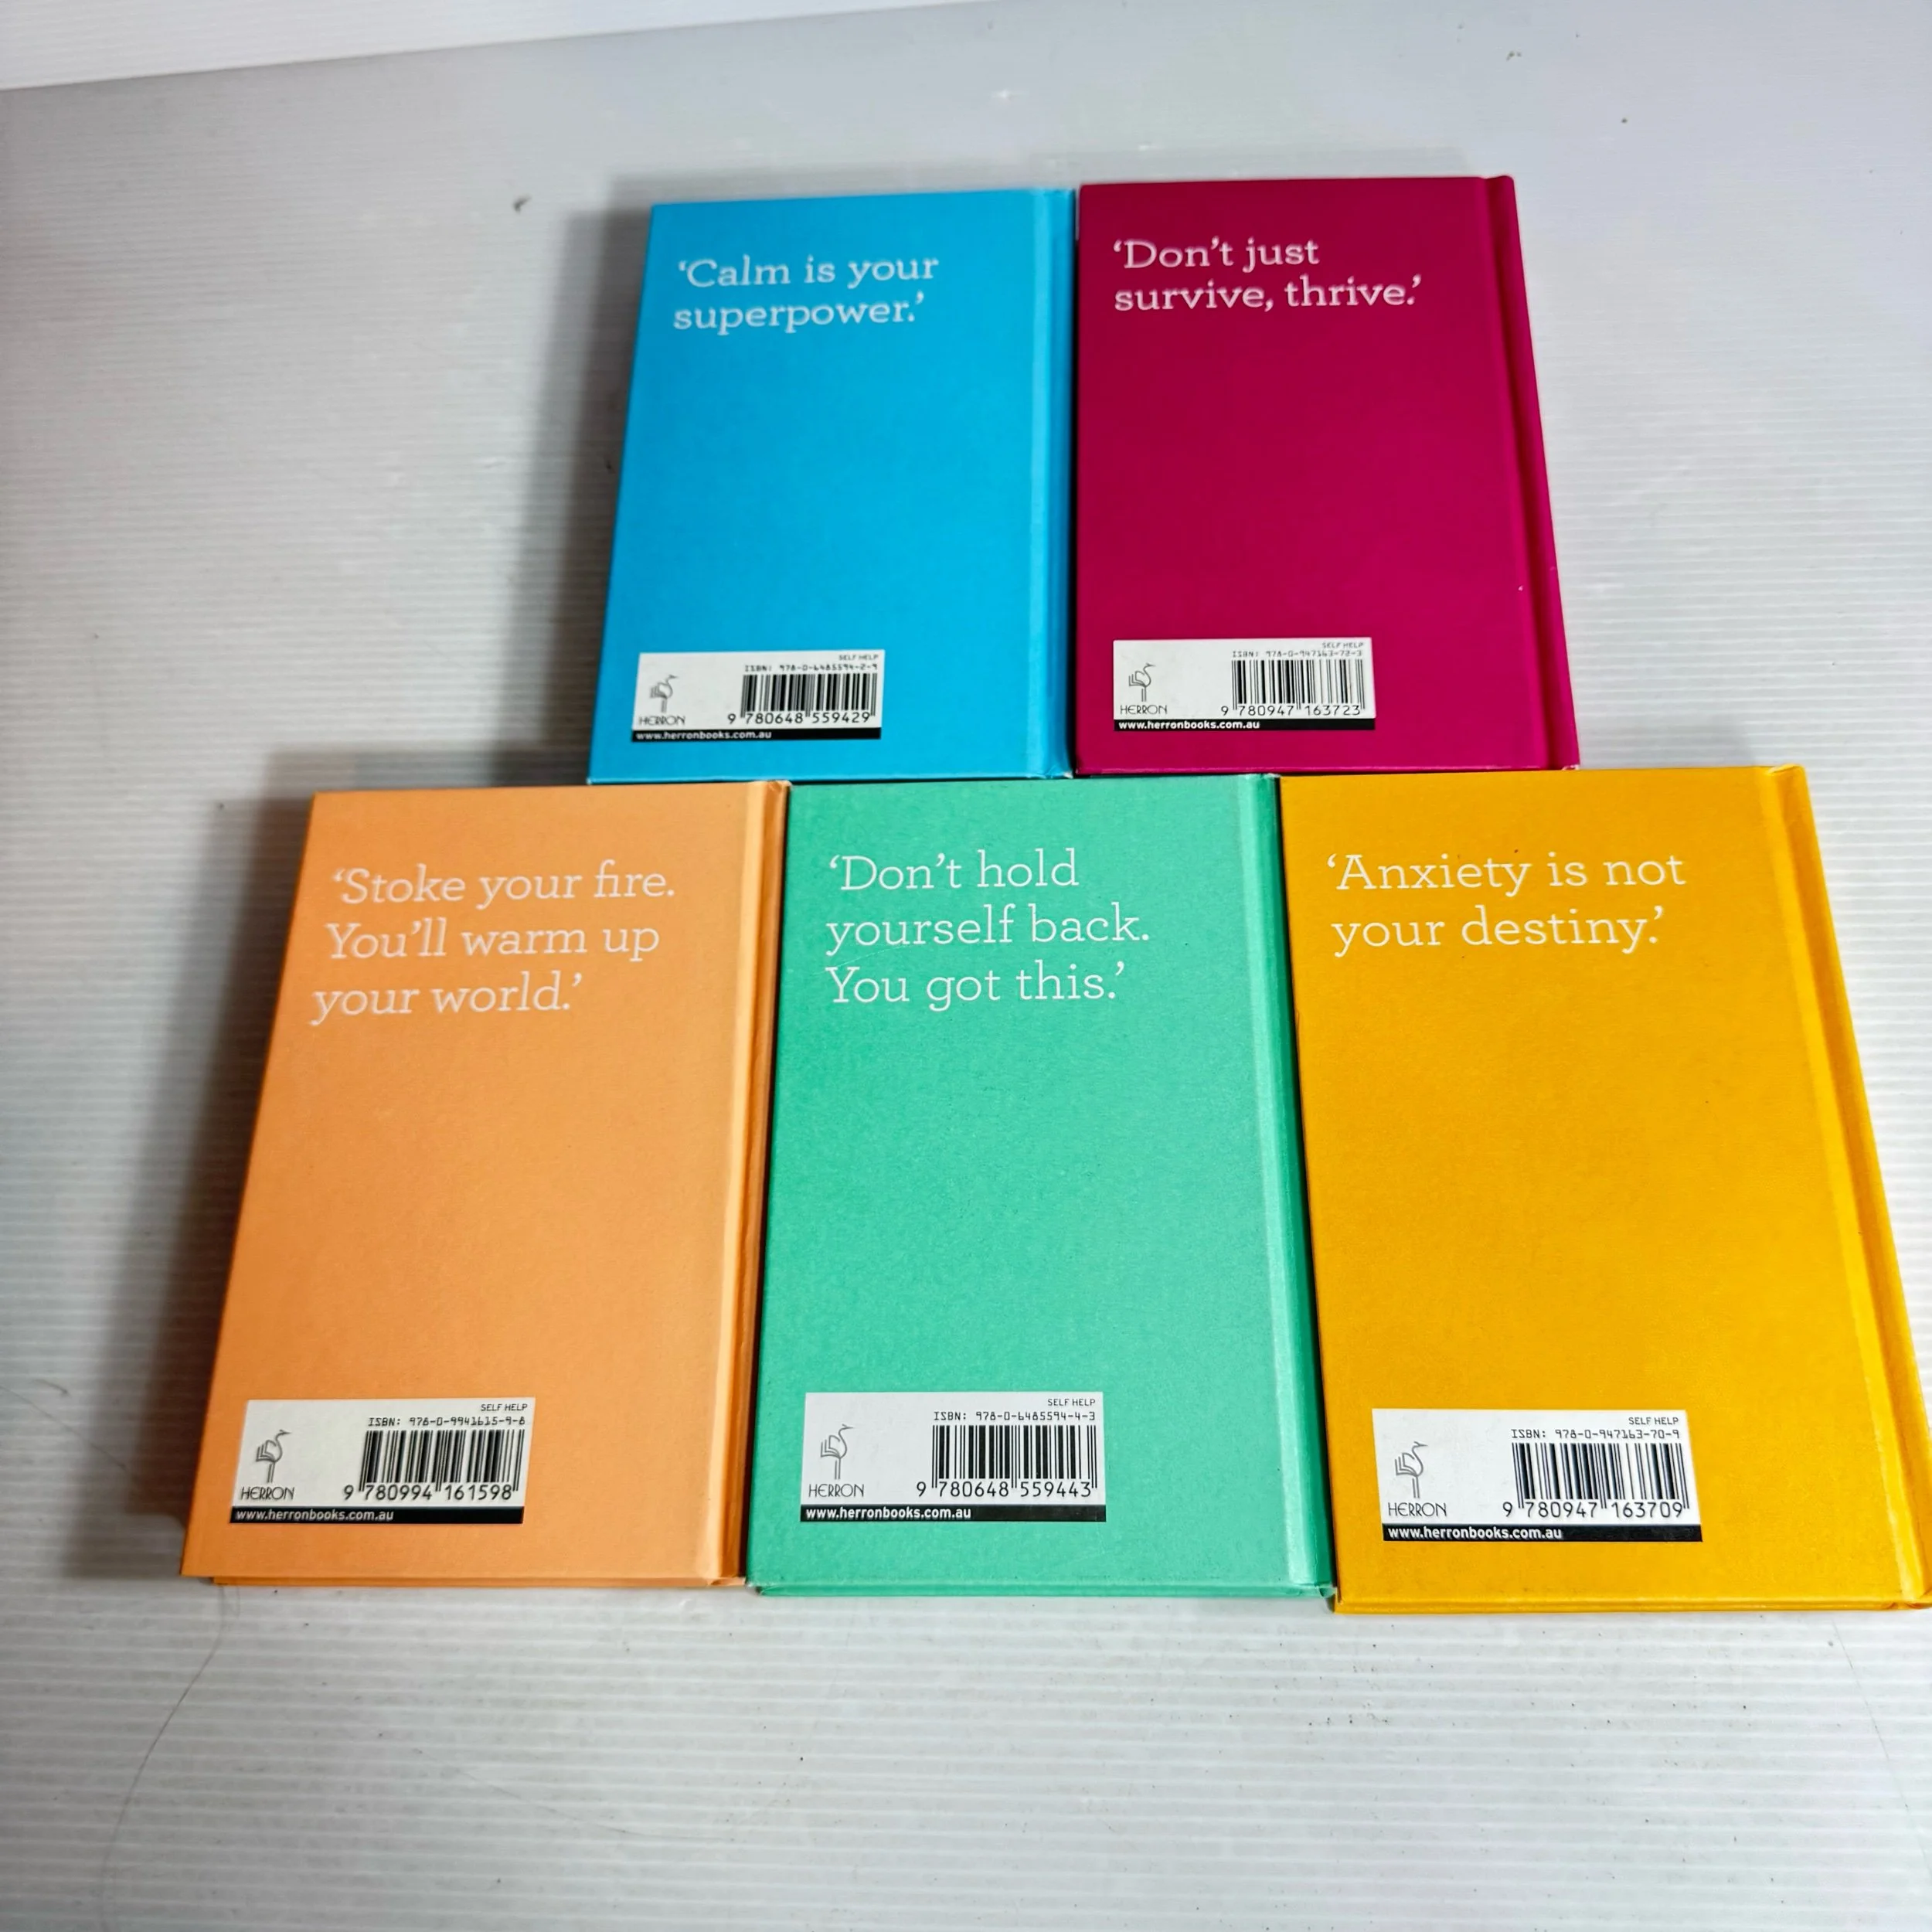 ‘Calm is your
superpower.’
SELF HELP
ISBN: 978-0-6485594-2-9
9 780648 559429
HERRON
www.herronbooks.com.au
‘Don’t just
survive, thrive.’
SELF HELP
ISBN: 978-0-947163-72-3
9 780947 163723
HERRON
www.herronbooks.com.au
‘Stoke your fire.
You’ll warm up
your world.’
SELF HELP
ISBN: 978-0-9941615-9-8
9 780994 161598
HERRON
www.herronbooks.com.au
‘Don’t hold
yourself back.
You got this.’
SELF HELP
ISBN: 978-0-6485594-4-3
9 780648 559443
HERRON
www.herronbooks.com.au
‘Anxiety is not
your destiny.’
SELF HELP
ISBN: 978-0-947163-70-9
9 780947 163709
HERRON
www.herronbooks.com.au